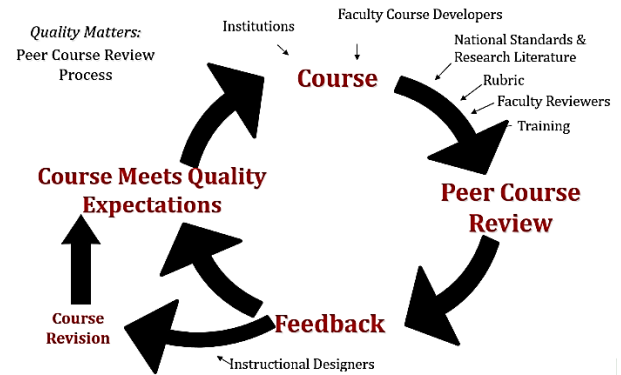 Quality Matters:
Peer Course Review
Process
Institutions
Faculty Course Developers
Course
National Standards &
Research Literature
Rubric
Faculty Reviewers
Training
Peer Course
Review
Feedback
Instructional Designers
Course
Revision
Course Meets Quality
Expectations